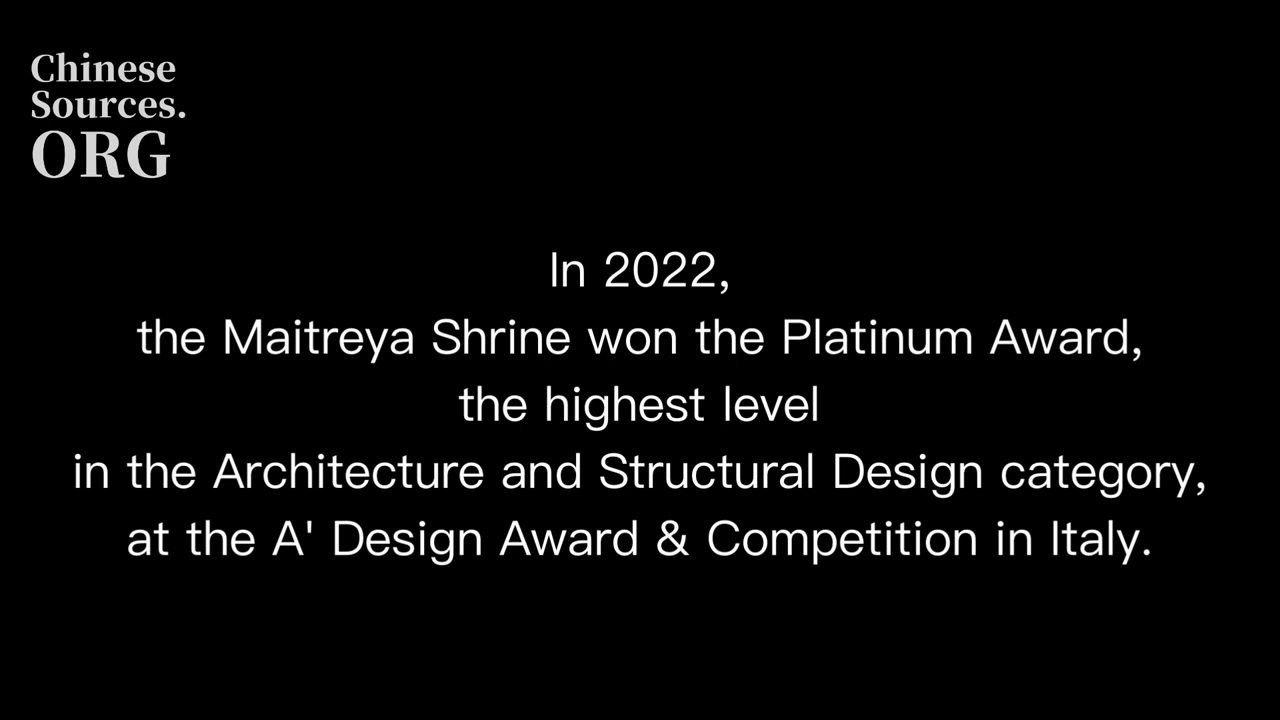 Chinese
Sources.
ORG
In 2022,
the Maitreya Shrine won the Platinum Award,
the highest level
in the Architecture and Structural Design category,
at the A' Design Award & Competition in Italy.